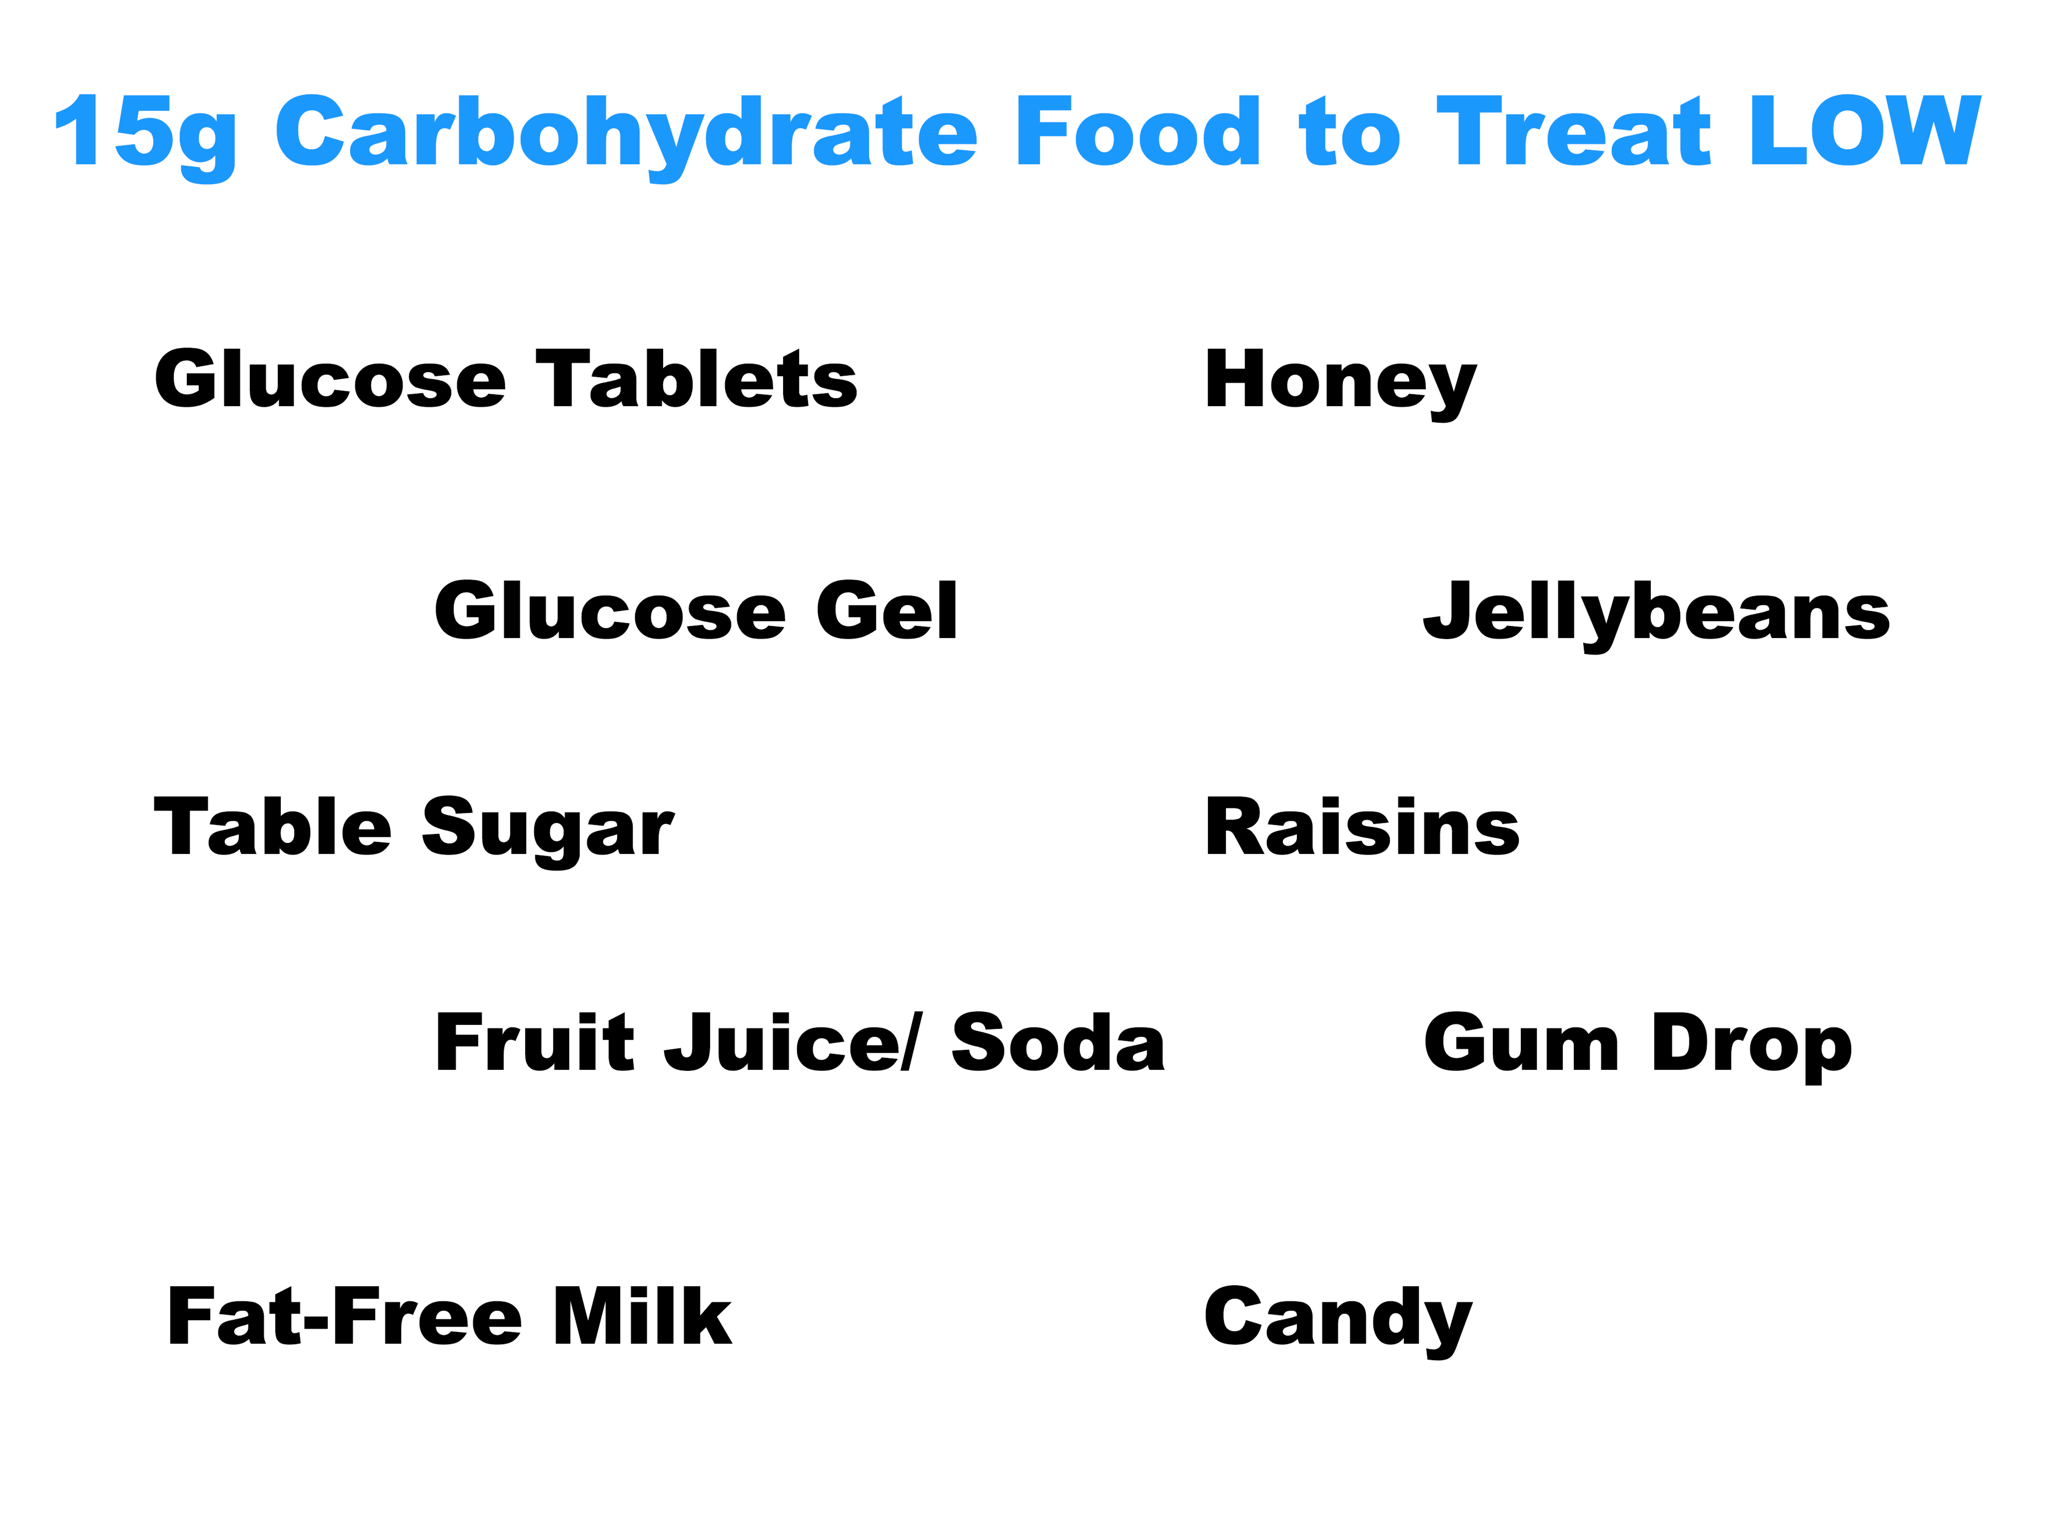 15g Carbohydrate Food to Treat LOW
Glucose Tablets
Honey
Glucose Gel
Jellybeans
Table Sugar
Raisins
Fruit Juice/ Soda
Gum Drop
Fat-Free Milk
Candy